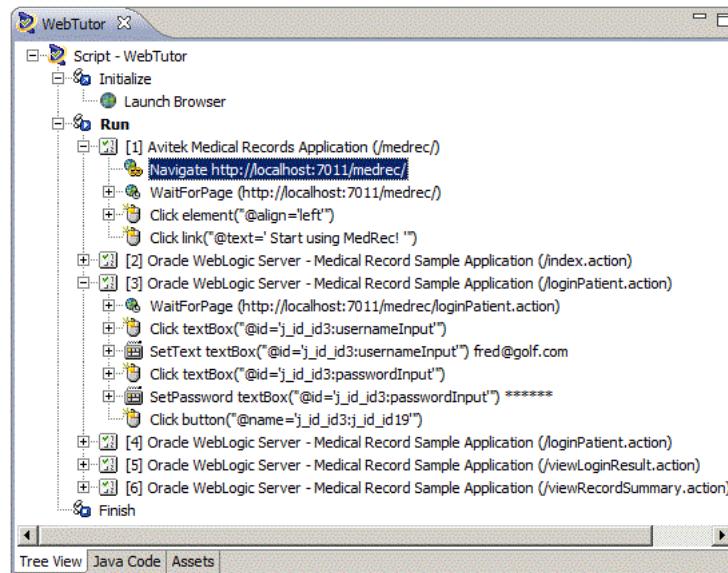 WebTutor
Script - WebTutor
Initialize
Launch Browser
Run
[1] Avitek Medical Records Application (/medrec/)
Navigate http://localhost:7011/medrec/
WaitForPage (http://localhost:7011/medrec/)
Click element("@align='left'")
Click link("@text=' Start using MedRec! '")
[2] Oracle WebLogic Server - Medical Record Sample Application (/index.action)
[3] Oracle WebLogic Server - Medical Record Sample Application (/loginPatient.action)
WaitForPage (http://localhost:7011/medrec/loginPatient.action)
Click textBox("@id='j_id_id3:usernameInput'")
SetText textBox("@id='j_id_id3:usernameInput'") fred@golf.com
Click textBox("@id='j_id_id3:passwordInput'")
SetPassword textBox("@id='j_id_id3:passwordInput'") ******
Click button("@name='j_id_id3:j_id_id19'")
[4] Oracle WebLogic Server - Medical Record Sample Application (/loginPatient.action)
[5] Oracle WebLogic Server - Medical Record Sample Application (/viewLoginResult.action)
[6] Oracle WebLogic Server - Medical Record Sample Application (/viewRecordSummary.action)
Finish
Tree View Java Code Assets